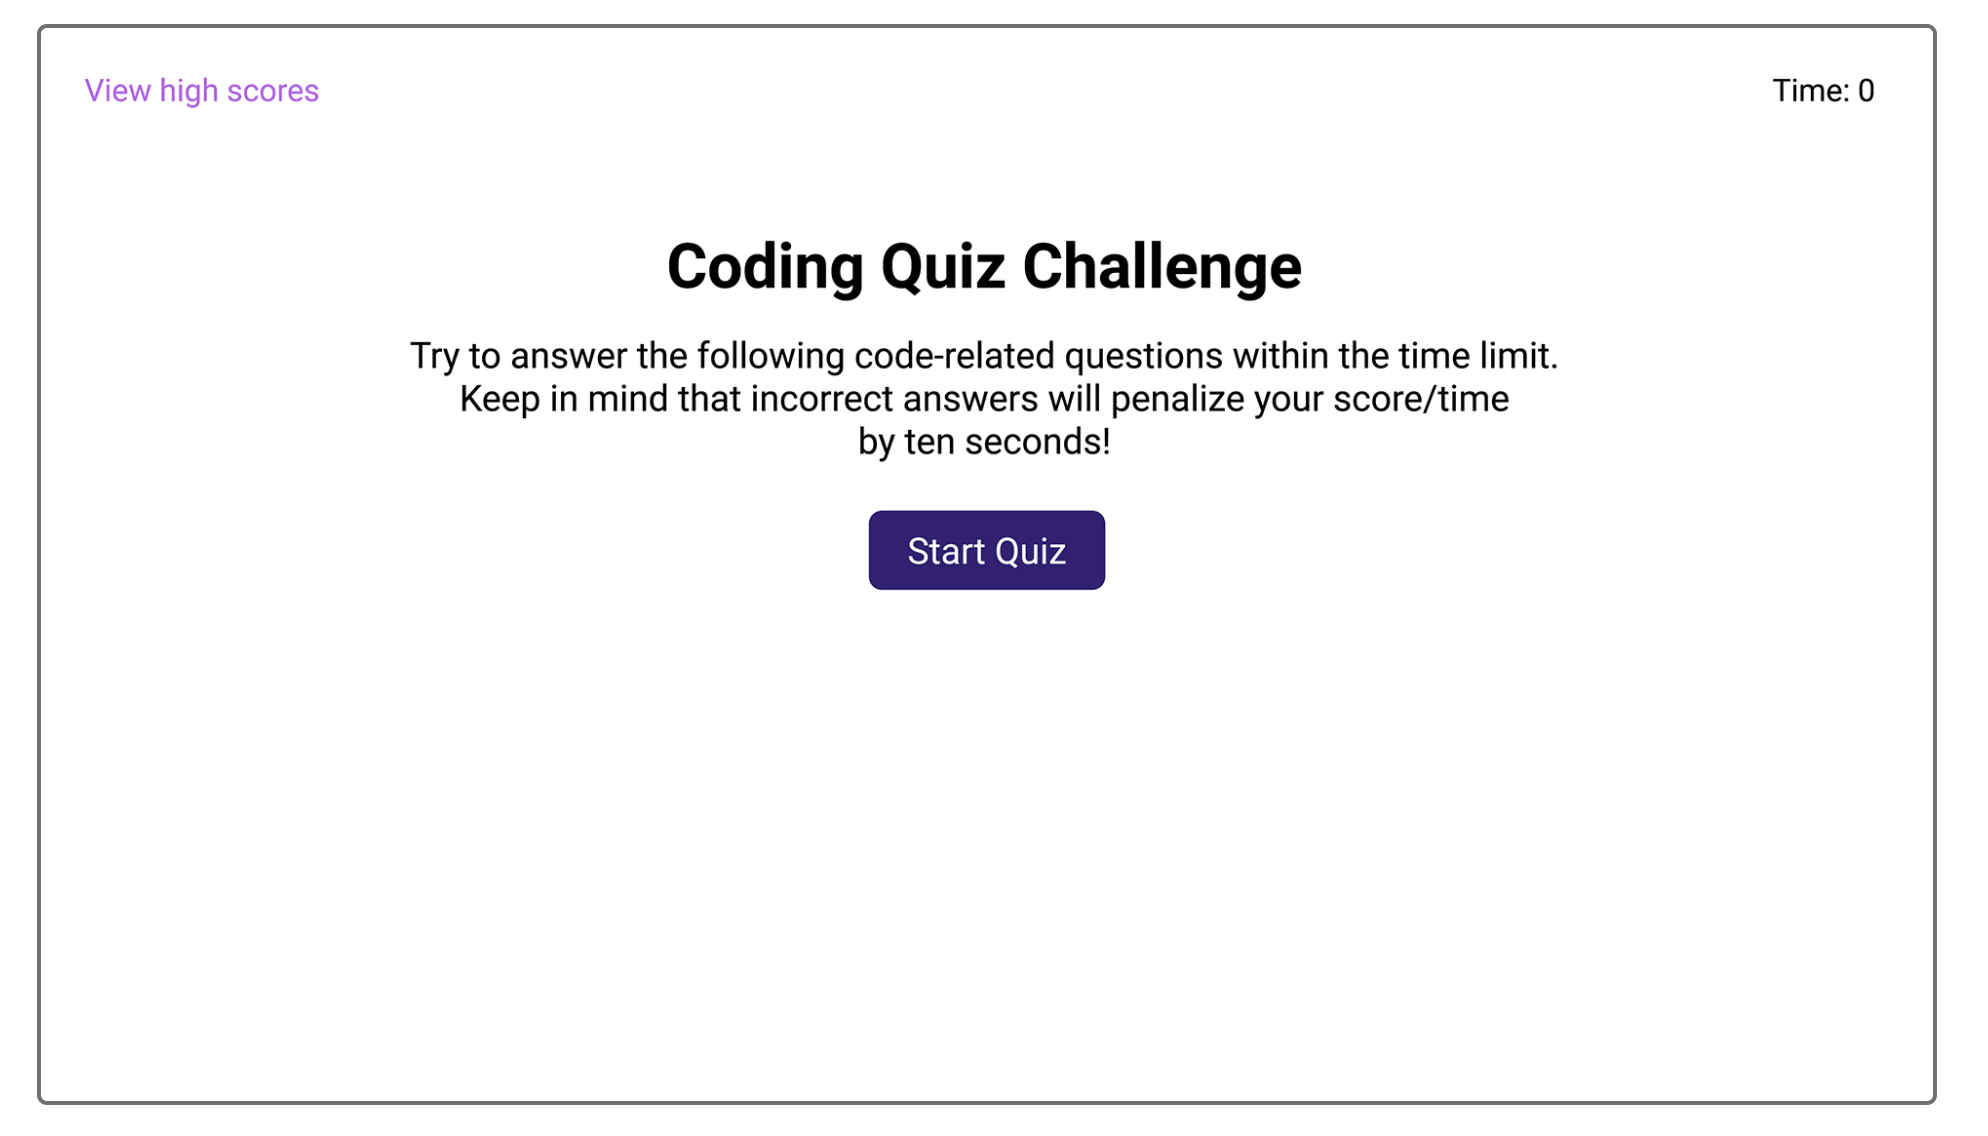 View high scores
Time: 0
Coding Quiz Challenge
Try to answer the following code-related questions within the time limit.
Keep in mind that incorrect answers will penalize your score/time
by ten seconds!
Start Quiz